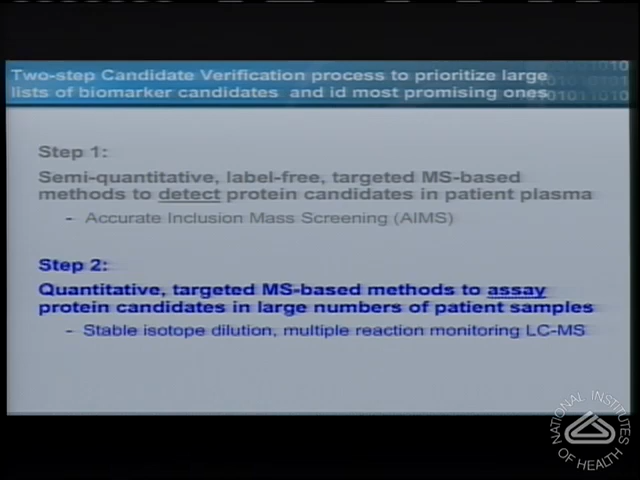 Two-step Candidate Verification process to prioritize large
lists of biomarker candidates and id most promising ones
Step 1:
Semi-quantitative, label-free, targeted MS-based
methods to detect protein candidates in patient plasma
- Accurate Inclusion Mass Screening (AIMS)
Step 2:
Quantitative, targeted MS-based methods to assay
protein candidates in large numbers of patient samples
- Stable isotope dilution, multiple reaction monitoring LC-MS
NATIONAL INSTITUTES
OF HEALTH